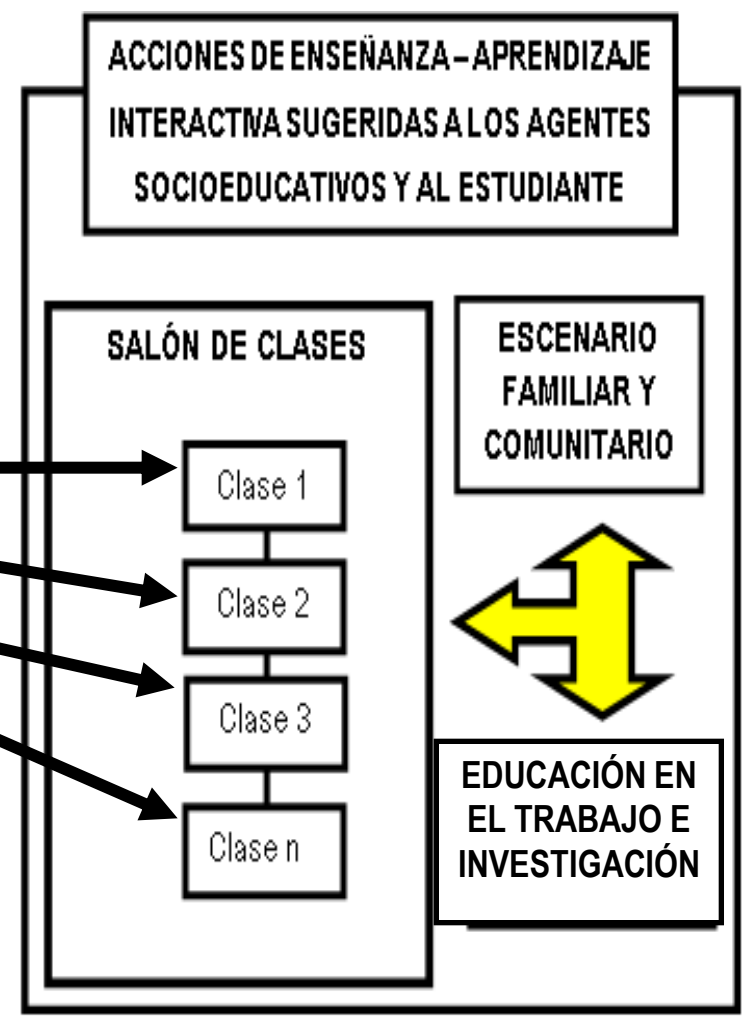 ACCIONES DE ENSEÑANZA – APRENDIZAJE
INTERACTIVA SUGERIDAS A LOS AGENTES
SOCIOEDUCATIVOS Y AL ESTUDIANTE
SALÓN DE CLASES
Clase 1
Clase 2
Clase 3
Clase n
ESCENARIO
FAMILIAR Y
COMUNITARIO
EDUCACIÓN EN
EL TRABAJO E
INVESTIGACIÓN